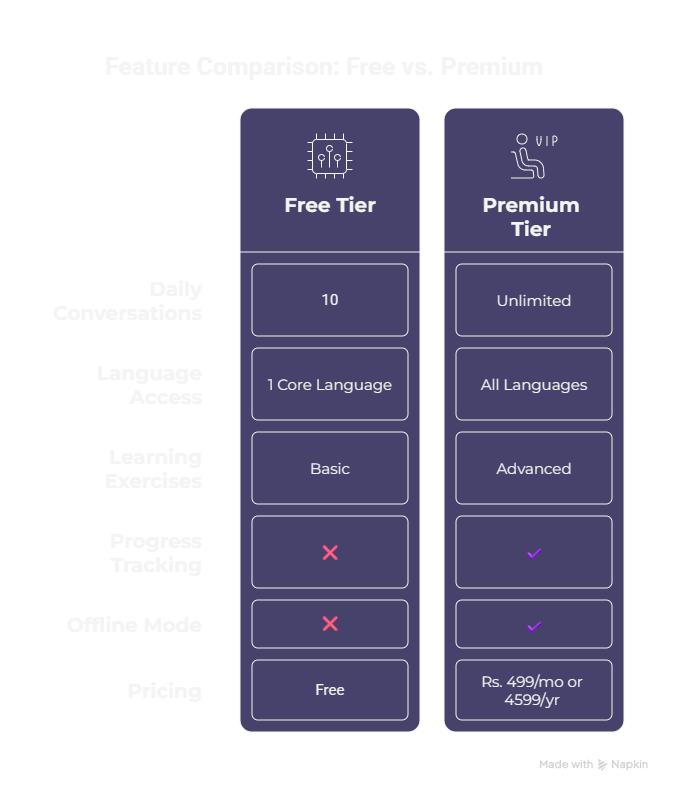 Feature Comparison: Free vs. Premium
VIP
Free Tier
Premium
Tier
Daily
Conversations
10
Unlimited
Language
Access
1 Core Language
All Languages
Learning
Exercises
Basic
Advanced
Progress
Tracking
Offline Mode
Pricing
Free
Rs. 499/mo or
4599/yr
Made with Napkin